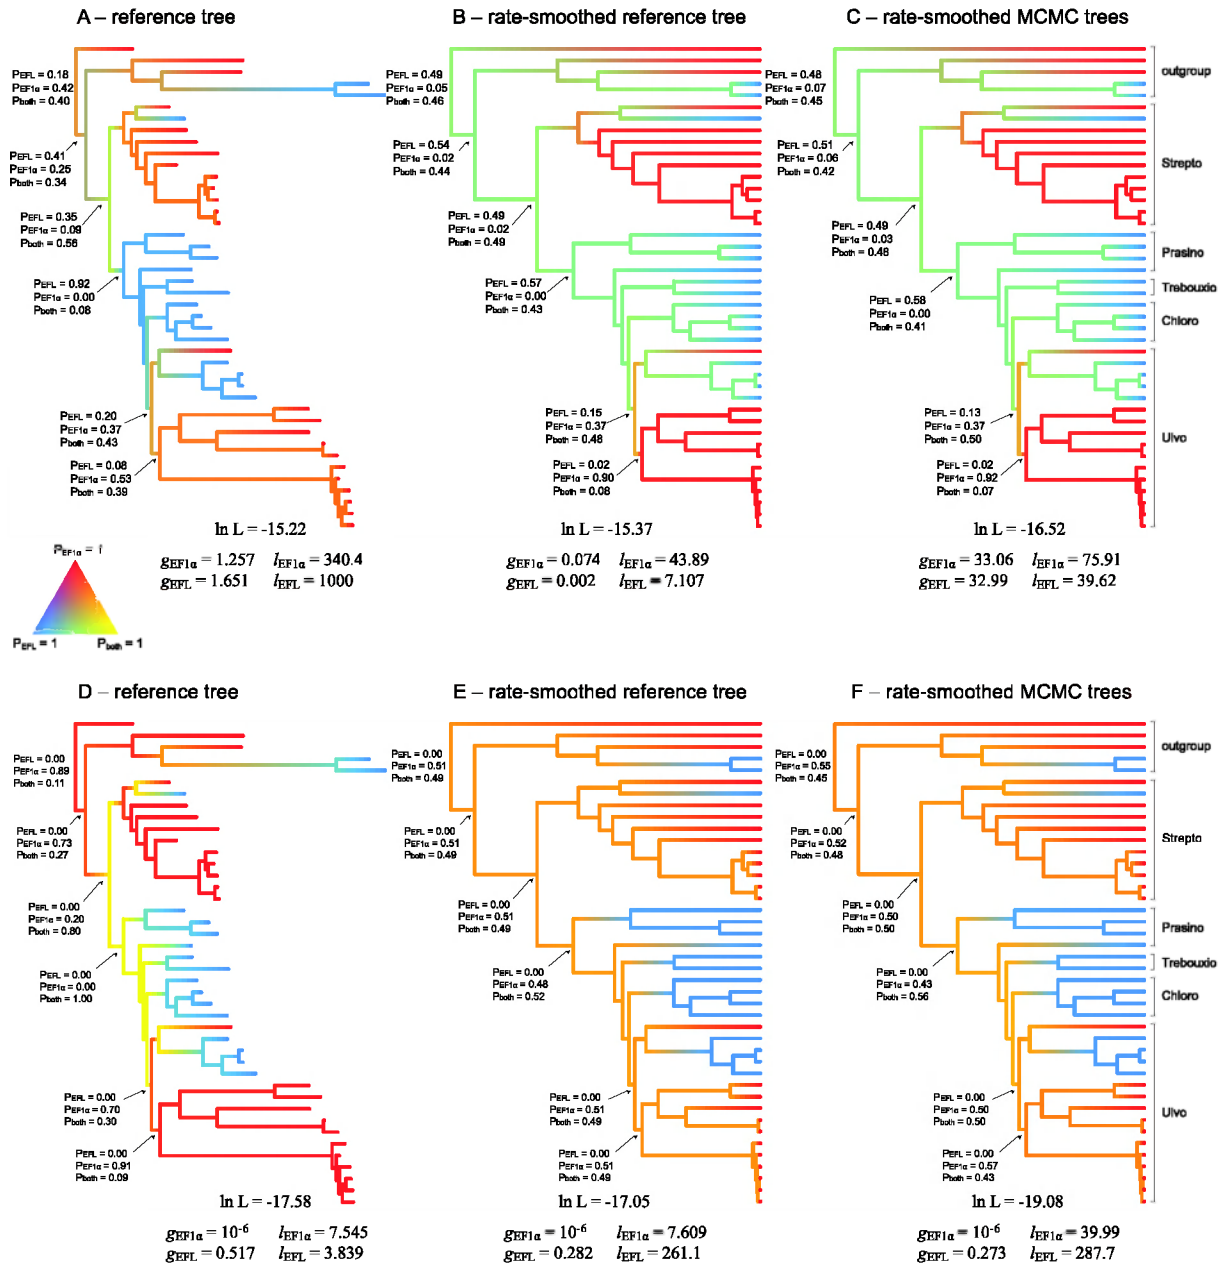 A – reference tree
B – rate-smoothed reference tree
C – rate-smoothed MCMC trees
PEFL = 0.18
PEF1α = 0.42
Pboth = 0.40
PEFL = 0.41
PEF1α = 0.25
Pboth = 0.34
PEFL = 0.35
PEF1α = 0.09
Pboth = 0.56
PEFL = 0.92
PEF1α = 0.00
Pboth = 0.08
PEFL = 0.20
PEF1α = 0.37
Pboth = 0.43
PEFL = 0.08
PEF1α = 0.53
Pboth = 0.39
ln L = -15.22
gEF1α = 1.257 lEF1α = 340.4
gEFL = 1.651 lEFL = 1000
PEFL = 0.49
PEF1α = 0.05
Pboth = 0.46
PEFL = 0.54
PEF1α = 0.02
Pboth = 0.44
PEFL = 0.49
PEF1α = 0.02
Pboth = 0.49
PEFL = 0.57
PEF1α = 0.00
Pboth = 0.43
PEFL = 0.15
PEF1α = 0.37
Pboth = 0.48
PEFL = 0.02
PEF1α = 0.90
Pboth = 0.08
ln L = -15.37
gEF1α = 0.074 lEF1α = 43.89
gEFL = 0.002 lEFL = 7.107
PEFL = 0.48
PEF1α = 0.07
Pboth = 0.45
PEFL = 0.51
PEF1α = 0.06
Pboth = 0.42
PEFL = 0.49
PEF1α = 0.03
Pboth = 0.48
PEFL = 0.58
PEF1α = 0.00
Pboth = 0.41
PEFL = 0.13
PEF1α = 0.37
Pboth = 0.50
PEFL = 0.02
PEF1α = 0.92
Pboth = 0.07
ln L = -16.52
gEF1α = 33.06 lEF1α = 75.91
gEFL = 32.99 lEFL = 39.62
outgroup
Strepto
Prasino
Trebouxio
Chloro
Ulvo
PEF1α = 1
PEFL = 1
Pboth = 1
D – reference tree
E – rate-smoothed reference tree
F – rate-smoothed MCMC trees
PEFL = 0.00
PEF1α = 0.89
Pboth = 0.11
PEFL = 0.00
PEF1α = 0.73
Pboth = 0.27
PEFL = 0.00
PEF1α = 0.20
Pboth = 0.80
PEFL = 0.00
PEF1α = 0.00
Pboth = 1.00
PEFL = 0.00
PEF1α = 0.70
Pboth = 0.30
PEFL = 0.00
PEF1α = 0.91
Pboth = 0.09
ln L = -17.58
gEF1α = 10-6 lEF1α = 7.545
gEFL = 0.517 lEFL = 3.839
PEFL = 0.00
PEF1α = 0.51
Pboth = 0.49
PEFL = 0.00
PEF1α = 0.51
Pboth = 0.49
PEFL = 0.00
PEF1α = 0.51
Pboth = 0.49
PEFL = 0.00
PEF1α = 0.48
Pboth = 0.52
PEFL = 0.00
PEF1α = 0.51
Pboth = 0.49
PEFL = 0.00
PEF1α = 0.51
Pboth = 0.49
ln L = -17.05
gEF1α = 10-6 lEF1α = 7.609
gEFL = 0.282 lEFL = 261.1
PEFL = 0.00
PEF1α = 0.55
Pboth = 0.45
PEFL = 0.00
PEF1α = 0.52
Pboth = 0.48
PEFL = 0.00
PEF1α = 0.50
Pboth = 0.50
PEFL = 0.00
PEF1α = 0.43
Pboth = 0.56
PEFL = 0.00
PEF1α = 0.50
Pboth = 0.50
PEFL = 0.00
PEF1α = 0.57
Pboth = 0.43
ln L = -19.08
gEF1α = 10-6 lEF1α = 39.99
gEFL = 0.273 lEFL = 287.7
outgroup
Strepto
Prasino
Trebouxio
Chloro
Ulvo